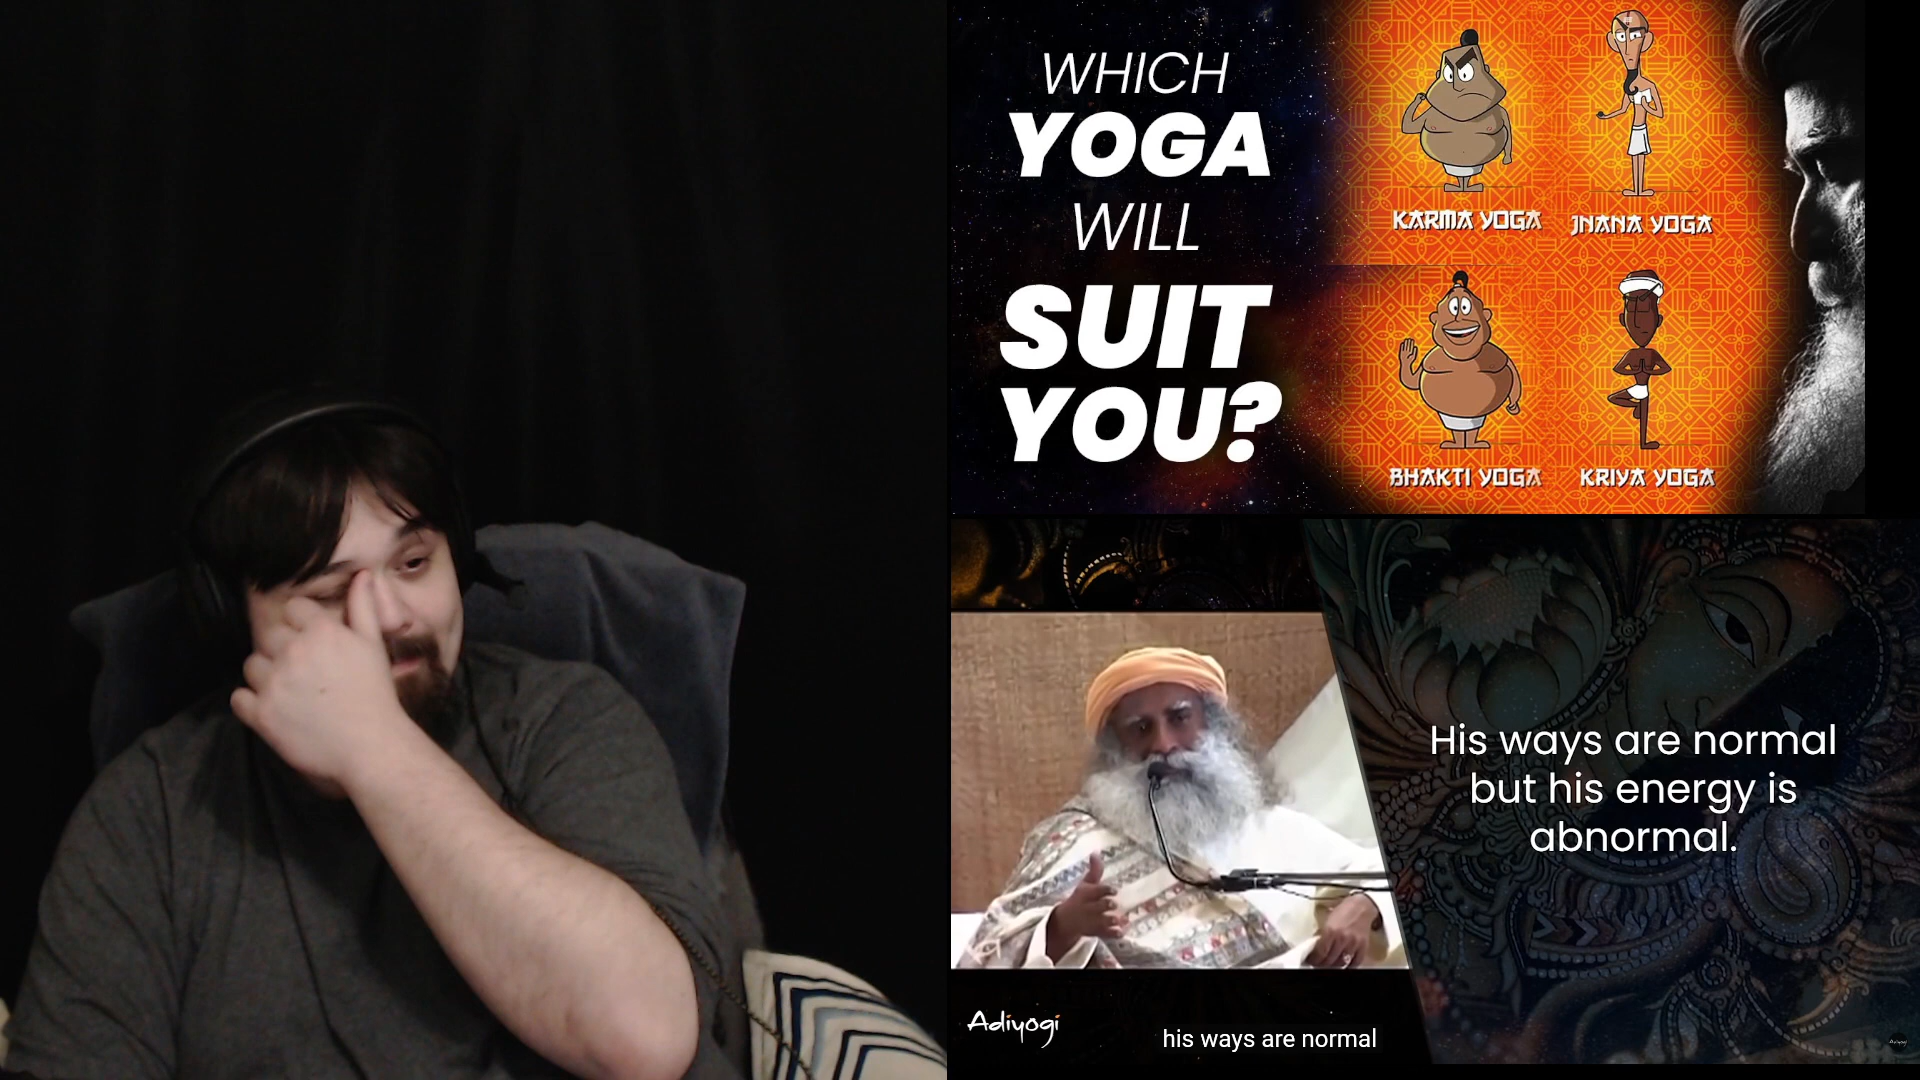 WHICH
YOGA
WILL
SUIT
YOU?
KARMA YOGA
JNANA YOGA
BHAKTI YOGA
KRIYA YOGA
His ways are normal
but his energy is
abnormal.
Adiyogi
his ways are normal